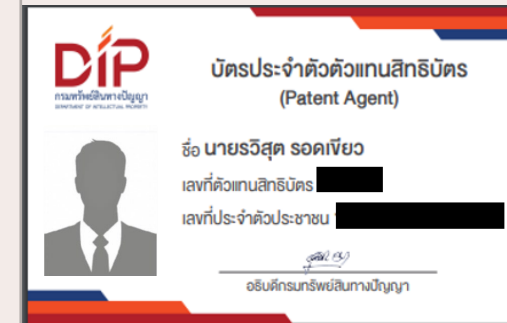 DIP
กรมทรัพย์สินทางปัญญา
DEPARTMENT OF INTELLECTUAL PROPERTY
บัตรประจำตัวตัวแทนสิทธิบัตร
(Patent Agent)
ชื่อ นายรวิสุต รอดเขียว
เลขที่ตัวแทนสิทธิบัตร
เลขที่ประจำตัวประชาชน
อธิบดีกรมทรัพย์สินทางปัญญา